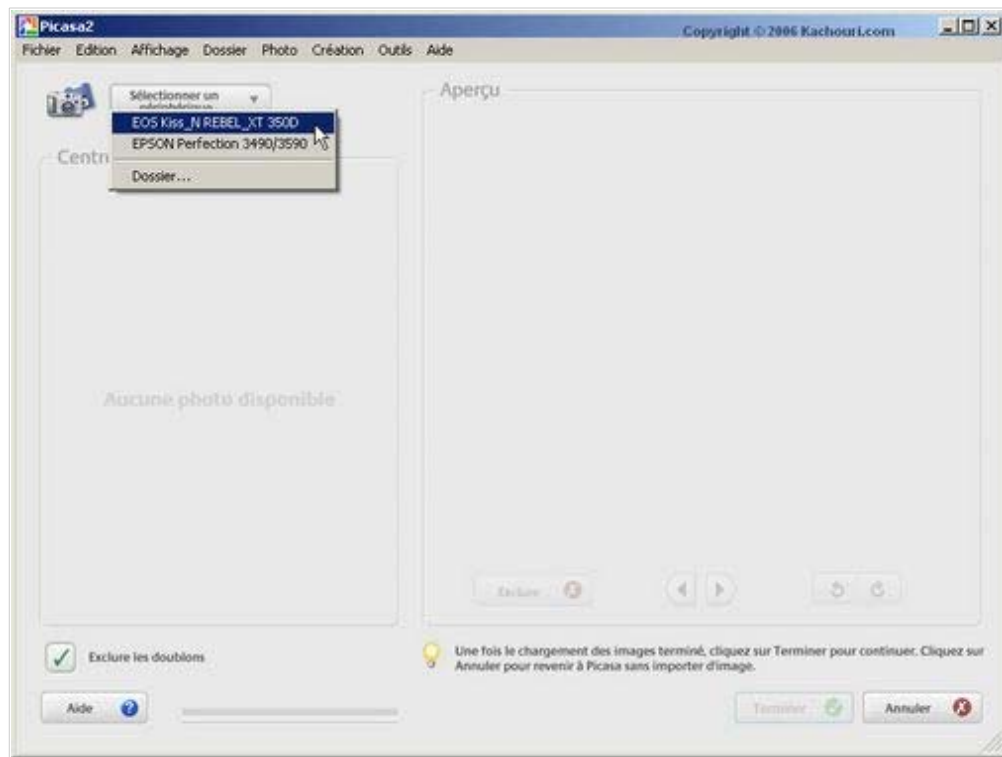 Picasa2
Copyright © 2006 Kachouri.com
Fichier Edition Affichage Dossier Photo Création Outils Aide
Sélectionner un
Aperçu
EOS Kiss_N REBEL_XT 350D
EPSON Perfection 3490/3590
Centr
Dossier...
Aucune photo disponible
Exclure
Exclure les doublons
Une fois le chargement des images terminé, cliquez sur Terminer pour continuer. Cliquez sur
Annuler pour revenir à Picasa sans importer d'image.
Aide
Terminer
Annuler